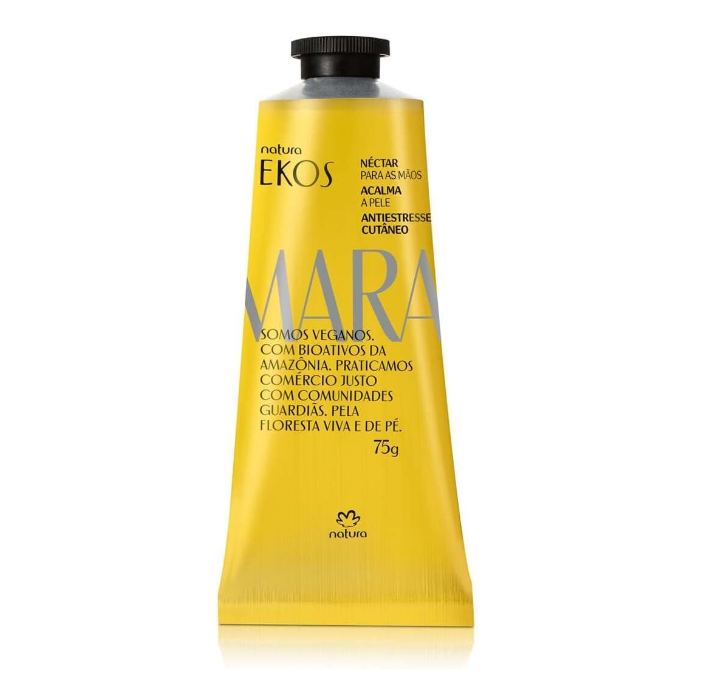 natura
EKOS
NÉCTAR
PARA AS MÃOS
ACALMA
A PELE
ANTIESTRESSE
CUTÂNEO
MARA
SOMOS VEGANOS.
COM BIOATIVOS DA
AMAZÔNIA. PRATICAMOS
COMÉRCIO JUSTO
COM COMUNIDADES
GUARDIÃS. PELA
FLORESTA VIVA E DE PÉ.
75g
natura